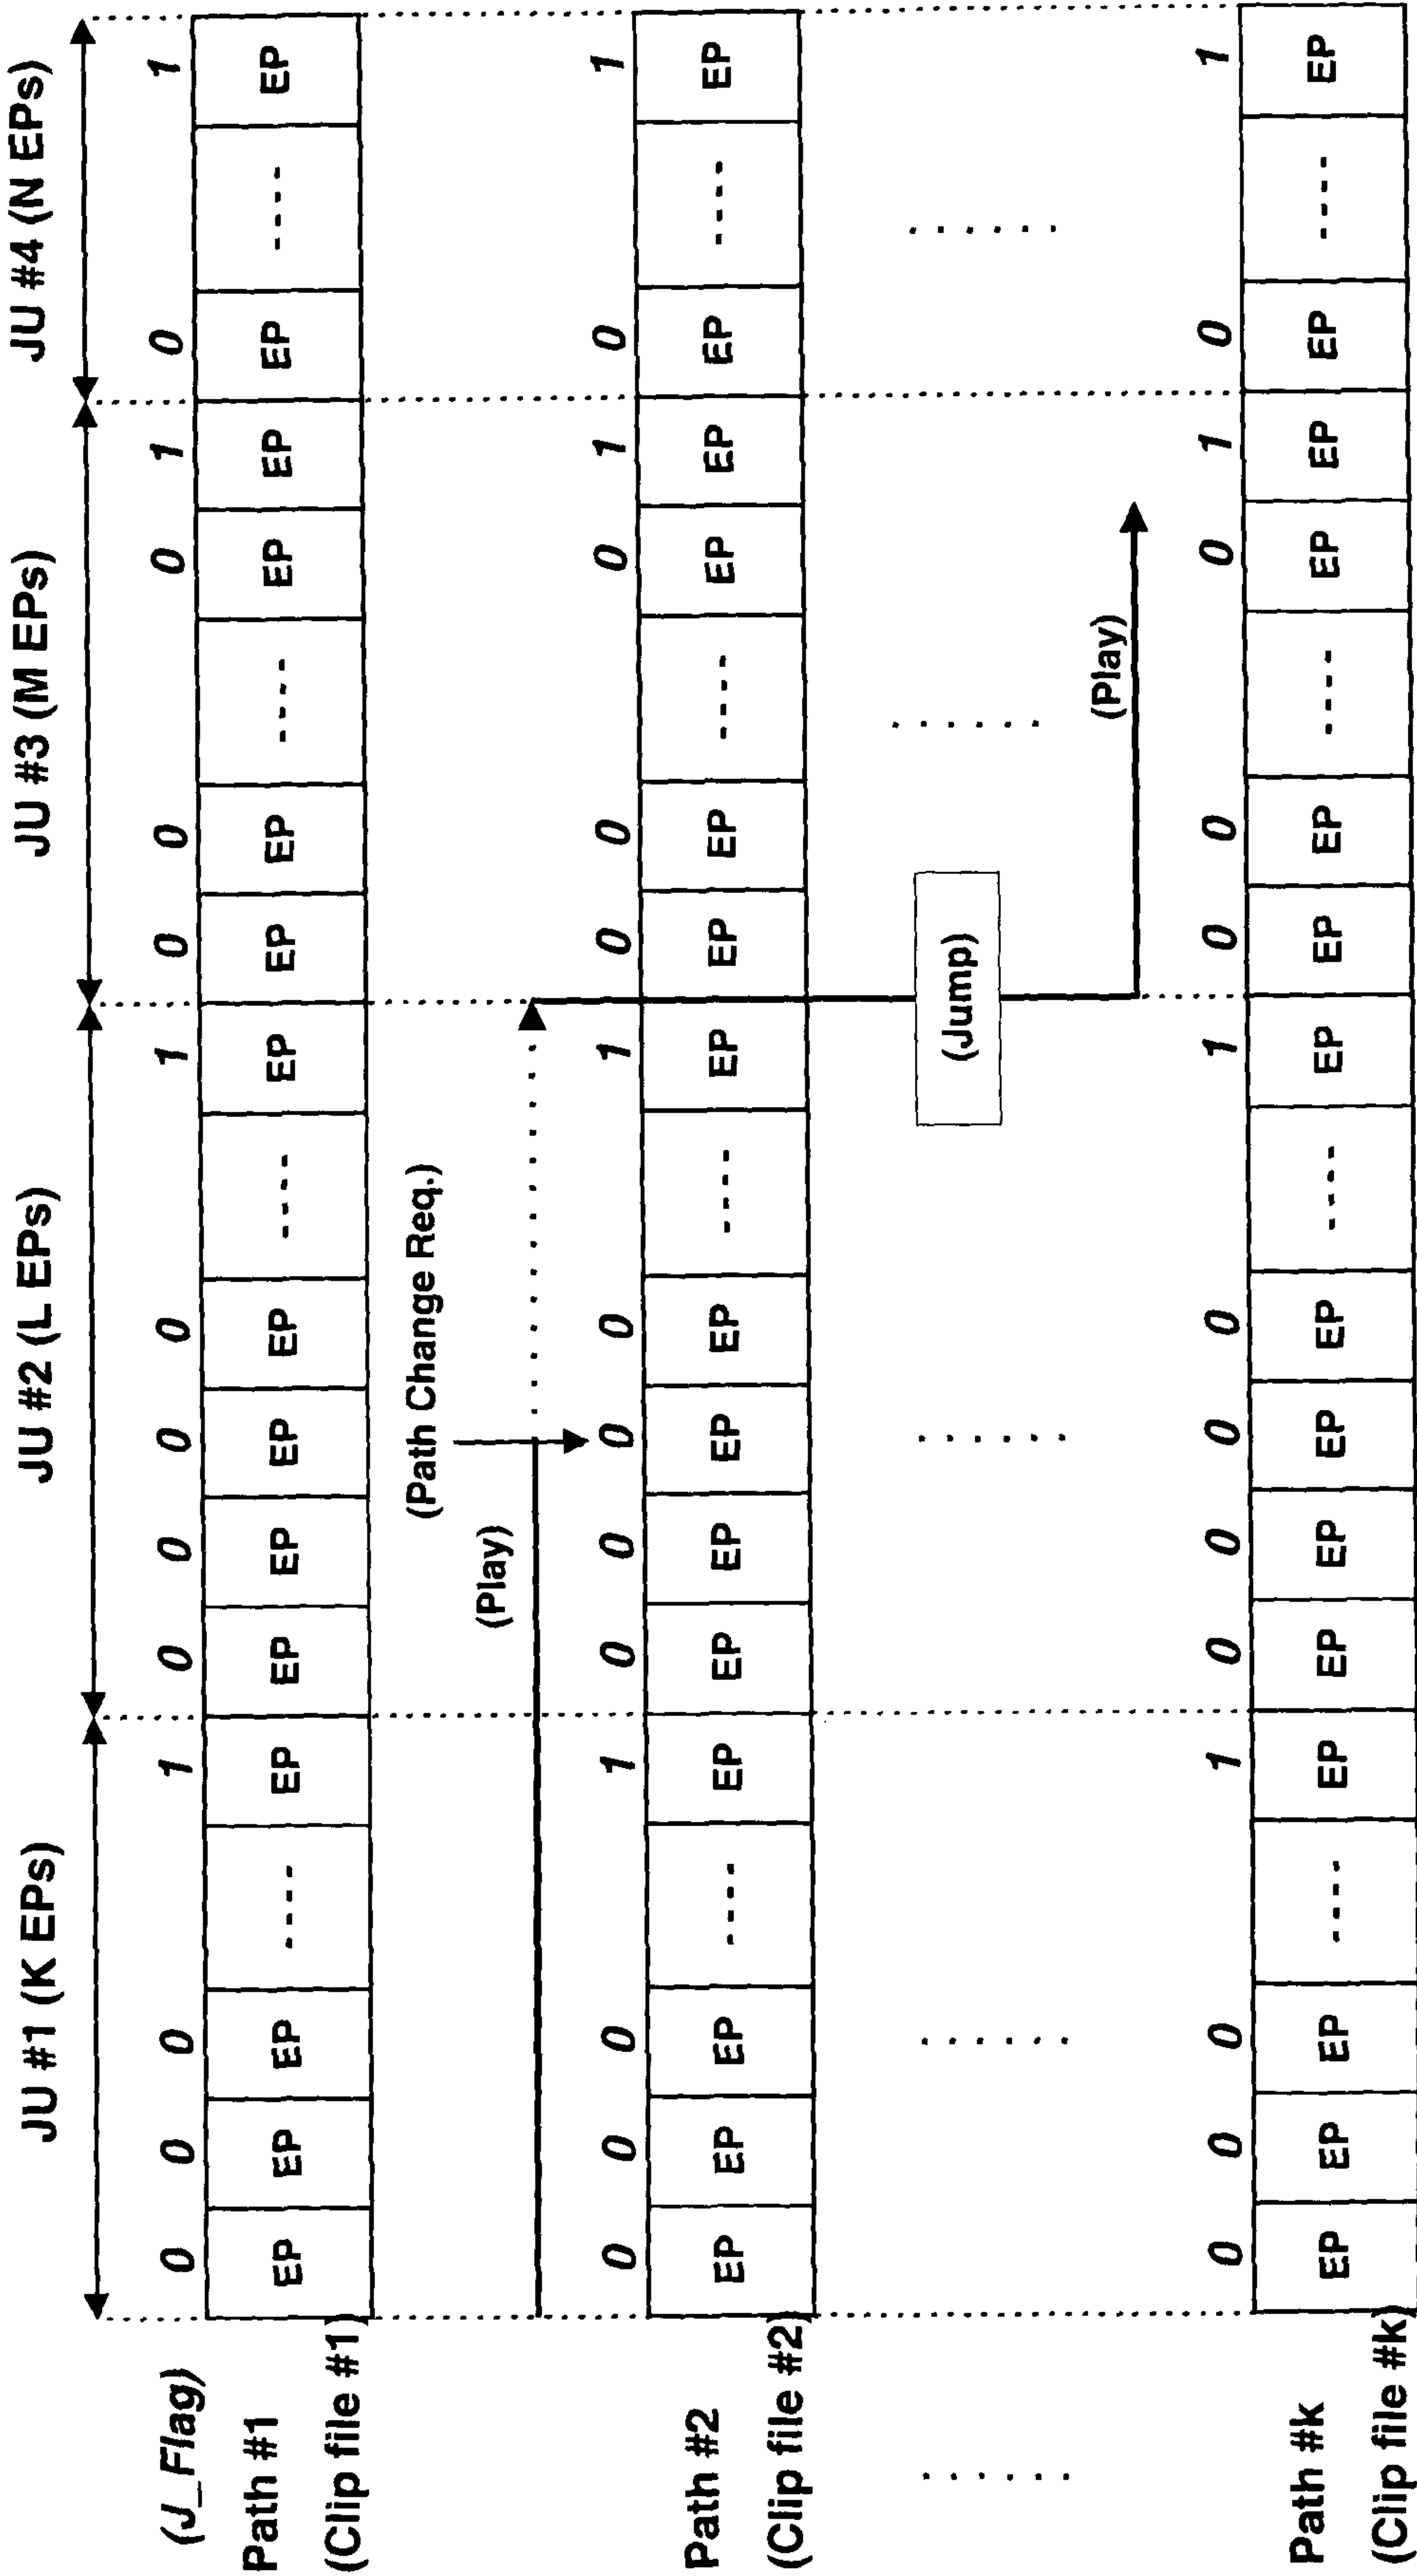 JU #1 (K EPs) JU #2 (L EPs) JU #3 (M EPs) JU #4 (N EPs)
(J_Flag) 0 0 0 1 0 0 0 0 1 0 0 0 1 0 1
Path #1 EP EP EP ---- EP EP EP EP EP ---- EP EP EP ---- EP EP EP ---- EP
(Clip file #1)
(Path Change Req.)
(Play)
0 0 0 1 0 0 0 0 1 0 0 0 1 0 1
Path #2 EP EP EP ---- EP EP EP EP EP ---- EP EP EP ---- EP EP EP ---- EP
(Clip file #2)
(Jump)
(Play)
0 0 0 1 0 0 0 0 1 0 0 0 1 0 1
Path #k EP EP EP ---- EP EP EP EP EP ---- EP EP EP ---- EP EP EP ---- EP
(Clip file #k)